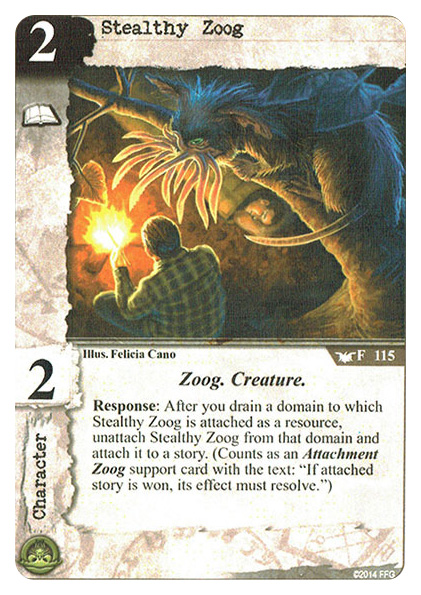 2
Stealthy Zoog
Illus. Felicia Cano
F 115
2
Character
Zoog. Creature.
Response: After you drain a domain to which
Stealthy Zoog is attached as a resource,
unattach Stealthy Zoog from that domain and
attach it to a story. (Counts as an Attachment
Zoog support card with the text: “If attached
story is won, its effect must resolve.”)
©2014 FFG